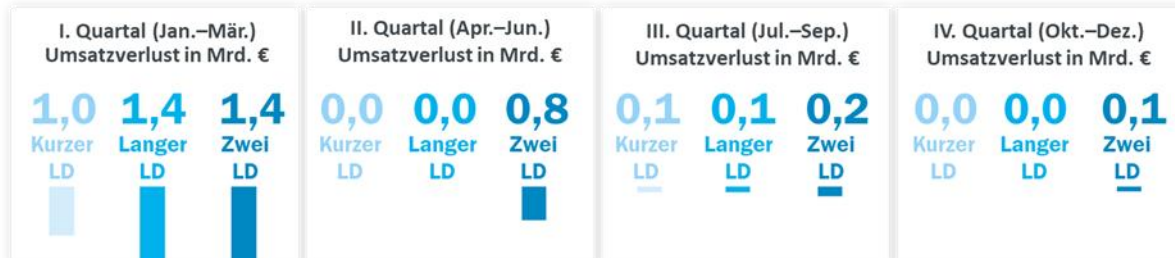 I. Quartal (Jan.–Mär.)
Umsatzverlust in Mrd. €
1,0 1,4 1,4
Kurzer Langer Zwei
LD LD LD
II. Quartal (Apr.–Jun.)
Umsatzverlust in Mrd. €
0,0 0,0 0,8
Kurzer Langer Zwei
LD LD LD
III. Quartal (Jul.–Sep.)
Umsatzverlust in Mrd. €
0,1 0,1 0,2
Kurzer Langer Zwei
LD LD LD
IV. Quartal (Okt.–Dez.)
Umsatzverlust in Mrd. €
0,0 0,0 0,1
Kurzer Langer Zwei
LD LD LD